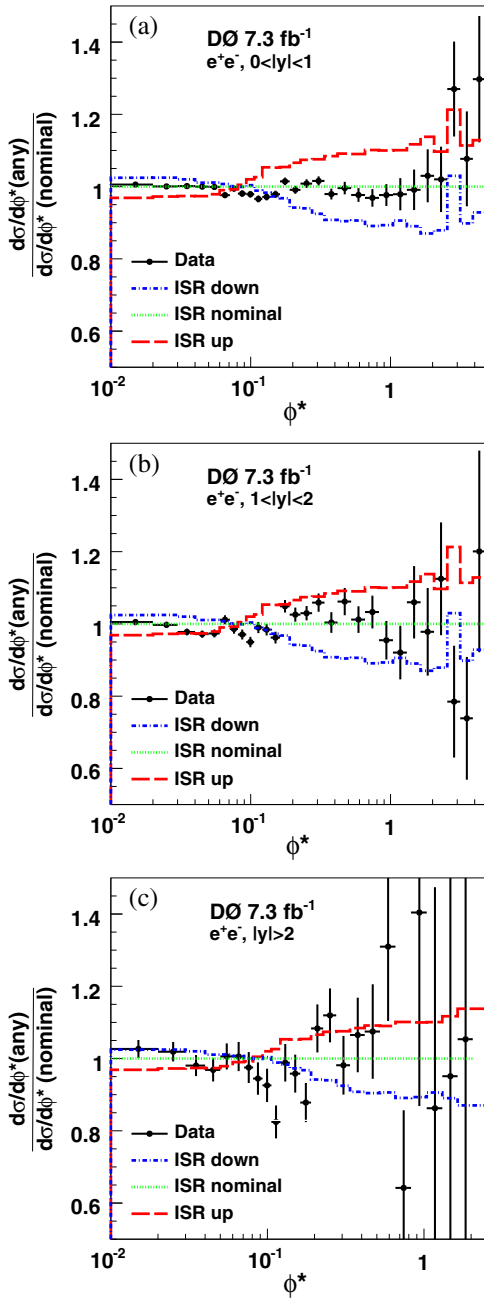 (a)
DØ 7.3 fb⁻¹
e⁺e⁻, 0<|y|<1
dσ/dϕ*(any)
dσ/dϕ* (nominal)
1.4
1.2
1
0.8
0.6
Data
ISR down
ISR nominal
ISR up
10⁻² 10⁻¹ 1
ϕ*
(b)
DØ 7.3 fb⁻¹
e⁺e⁻, 1<|y|<2
dσ/dϕ*(any)
dσ/dϕ* (nominal)
1.4
1.2
1
0.8
0.6
Data
ISR down
ISR nominal
ISR up
10⁻² 10⁻¹ 1
ϕ*
(c)
DØ 7.3 fb⁻¹
e⁺e⁻, |y|>2
dσ/dϕ*(any)
dσ/dϕ* (nominal)
1.4
1.2
1
0.8
0.6
Data
ISR down
ISR nominal
ISR up
10⁻² 10⁻¹ 1
ϕ*